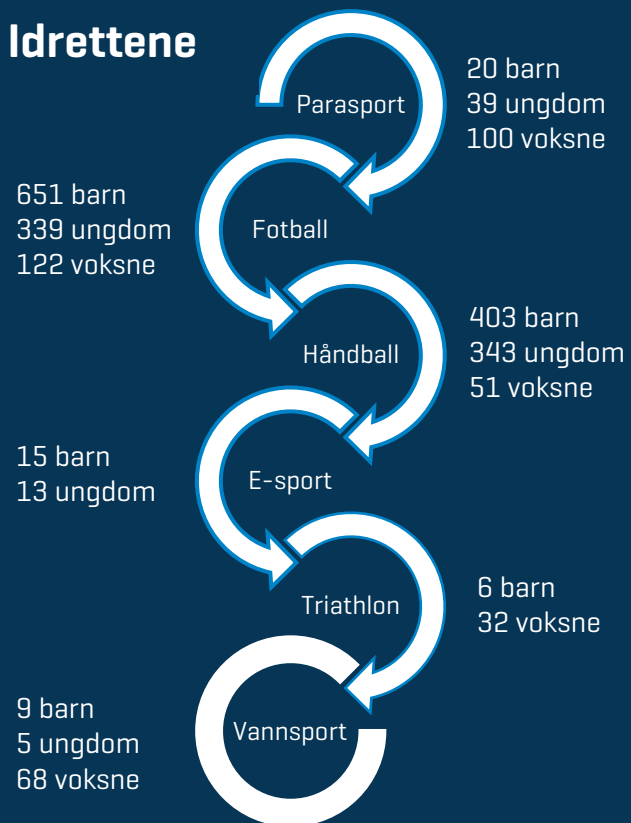 Idrettene
Parasport
20 barn
39 ungdom
100 voksne
Fotball
651 barn
339 ungdom
122 voksne
Håndball
403 barn
343 ungdom
51 voksne
E-sport
15 barn
13 ungdom
Triathlon
6 barn
32 voksne
Vannsport
9 barn
5 ungdom
68 voksne